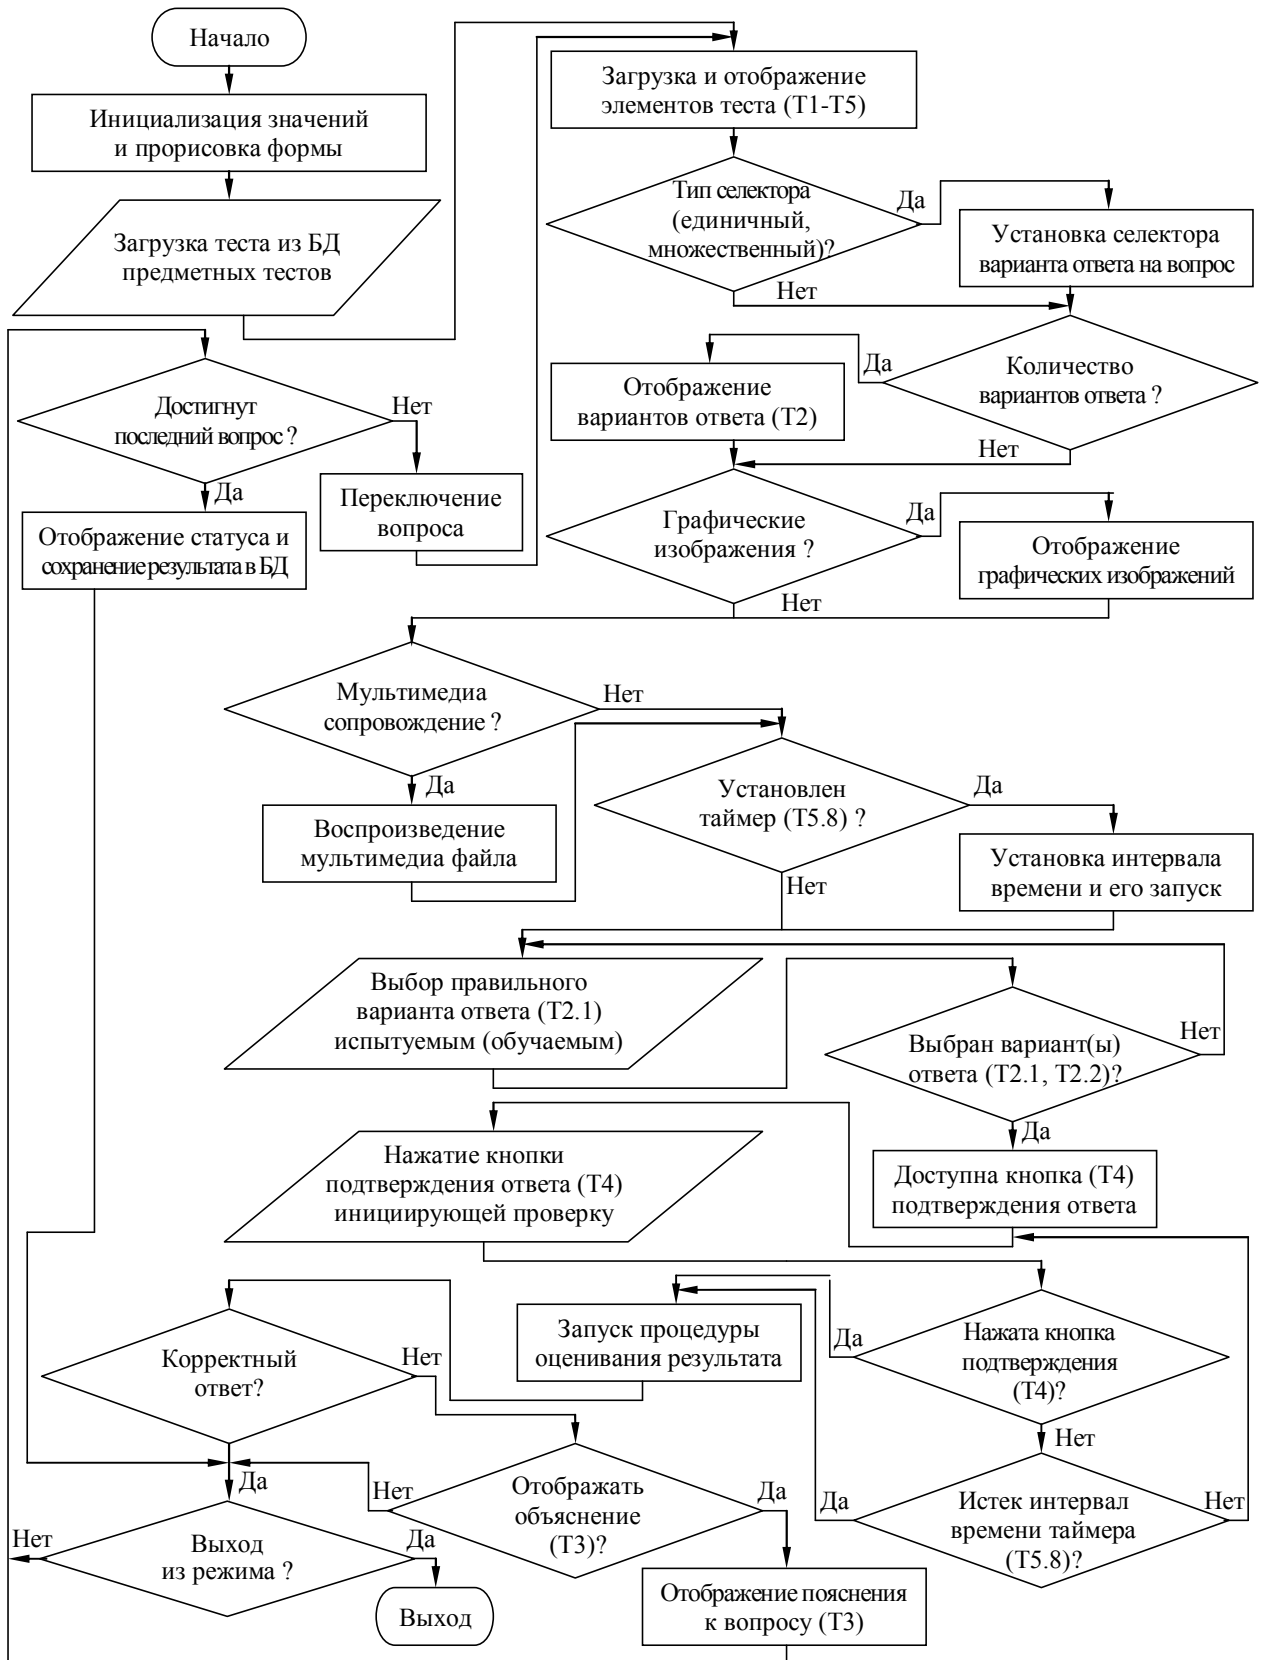 Начало
Инициализация значений
и прорисовка формы
Загрузка теста из БД
предметных тестов
Загрузка и отображение
элементов теста (Т1-Т5)
Тип селектора
(единичный,
множественный)?
Да
Нет
Установка селектора
варианта ответа на вопрос
Количество
вариантов ответа ?
Да
Нет
Отображение
вариантов ответа (Т2)
Достигнут
последний вопрос ?
Нет
Да
Переключение
вопроса
Отображение статуса и
сохранение результата в БД
Графические
изображения ?
Да
Нет
Отображение
графических изображений
Мультимедиа
сопровождение ?
Нет
Да
Воспроизведение
мультимедиа файла
Установлен
таймер (Т5.8) ?
Да
Нет
Установка интервала
времени и его запуск
Выбор правильного
варианта ответа (Т2.1)
испытуемым (обучаемым)
Выбран вариант(ы)
ответа (Т2.1, Т2.2)?
Нет
Да
Доступна кнопка (Т4)
подтверждения ответа
Нажатие кнопки
подтверждения ответа (Т4)
инициирующей проверку
Нажата кнопка
подтверждения
(Т4)?
Да
Нет
Запуск процедуры
оценивания результата
Корректный
ответ?
Нет
Да
Отображать
объяснение
(Т3)?
Нет
Да
Истек интервал
времени таймера
(Т5.8)?
Да
Нет
Выход
из режима ?
Нет
Да
Выход
Отображение пояснения
к вопросу (Т3)